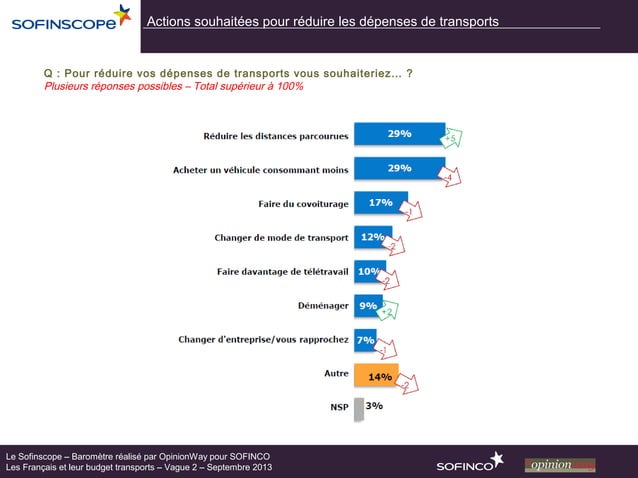 SOFINSCOPE
Actions souhaitées pour réduire les dépenses de transports
Q : Pour réduire vos dépenses de transports vous souhaiteriez… ?
Plusieurs réponses possibles – Total supérieur à 100%
Réduire les distances parcourues 29% +5
Acheter un véhicule consommant moins 29% -4
Faire du covoiturage 17% -1
Changer de mode de transport 12% -2
Faire davantage de télétravail 10% -2
Déménager 9% +2
Changer d'entreprise/vous rapprochez 7% -1
Autre 14% -2
NSP 3%
Le Sofinscope – Baromètre réalisé par OpinionWay pour SOFINCO
Les Français et leur budget transports – Vague 2 – Septembre 2013
SOFINCO
opinionway